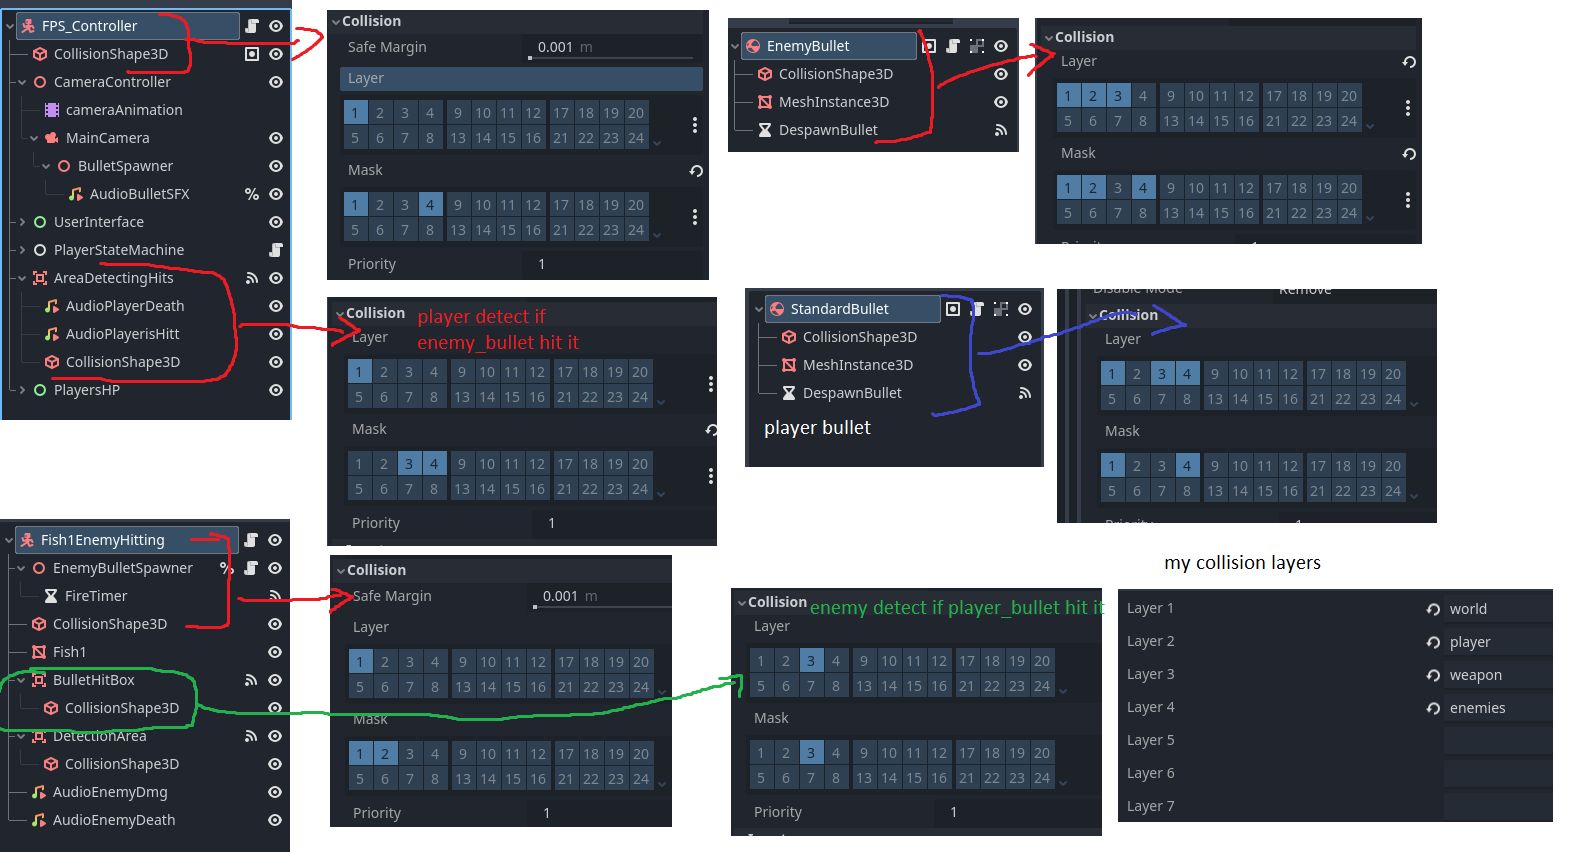 FPS_Controller
CollisionShape3D
CameraController
cameraAnimation
MainCamera
BulletSpawner
AudioBulletSFX %
UserInterface
PlayerStateMachine
AreaDetectingHits
AudioPlayerDeath
AudioPlayerisHitt
CollisionShape3D
PlayersHP
Collision
Safe Margin 0.001 m
Layer
1 2 3 4 9 10 11 12 17 18 19 20
5 6 7 8 13 14 15 16 21 22 23 24
Mask
1 2 3 4 9 10 11 12 17 18 19 20
5 6 7 8 13 14 15 16 21 22 23 24
Priority 1
EnemyBullet
CollisionShape3D
MeshInstance3D
DespawnBullet
Collision
Layer
1 2 3 4 9 10 11 12 17 18 19 20
5 6 7 8 13 14 15 16 21 22 23 24
Mask
1 2 3 4 9 10 11 12 17 18 19 20
5 6 7 8 13 14 15 16 21 22 23 24
Priority 1
Collision player detect if
enemy_bullet hit it
Layer
1 2 3 4 9 10 11 12 17 18 19 20
5 6 7 8 13 14 15 16 21 22 23 24
Mask
1 2 3 4 9 10 11 12 17 18 19 20
5 6 7 8 13 14 15 16 21 22 23 24
Priority 1
StandardBullet
CollisionShape3D
MeshInstance3D
DespawnBullet
player bullet
Disable Mode Remove
Collision
Layer
1 2 3 4 9 10 11 12 17 18 19 20
5 6 7 8 13 14 15 16 21 22 23 24
Mask
1 2 3 4 9 10 11 12 17 18 19 20
5 6 7 8 13 14 15 16 21 22 23 24
Priority 1
Fish1EnemyHitting
EnemyBulletSpawner %
FireTimer
CollisionShape3D
Fish1
BulletHitBox
CollisionShape3D
DetectionArea
CollisionShape3D
AudioEnemyDmg
AudioEnemyDeath
Collision
Safe Margin 0.001 m
Layer
1 2 3 4 9 10 11 12 17 18 19 20
5 6 7 8 13 14 15 16 21 22 23 24
Mask
1 2 3 4 9 10 11 12 17 18 19 20
5 6 7 8 13 14 15 16 21 22 23 24
Priority 1
Collision enemy detect if player_bullet hit it
Layer
1 2 3 4 9 10 11 12 17 18 19 20
5 6 7 8 13 14 15 16 21 22 23 24
Mask
1 2 3 4 9 10 11 12 17 18 19 20
5 6 7 8 13 14 15 16 21 22 23 24
Priority 1
my collision layers
Layer 1 world
Layer 2 player
Layer 3 weapon
Layer 4 enemies
Layer 5
Layer 6
Layer 7